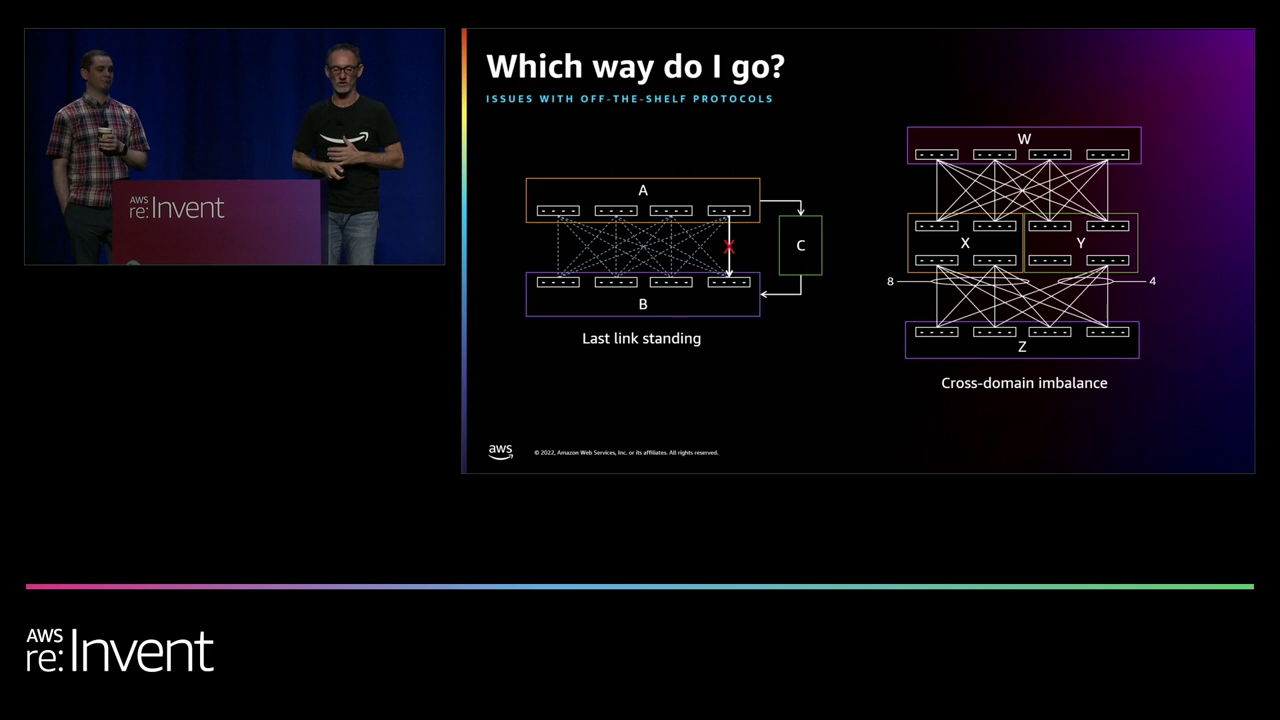 AWS
re:Invent
Which way do I go?
ISSUES WITH OFF-THE-SHELF PROTOCOLS
A
C
B
Last link standing
W
X
Y
8
4
Z
Cross-domain imbalance
aws
© 2022, Amazon Web Services, Inc. or its affiliates. All rights reserved.
AWS
re:Invent